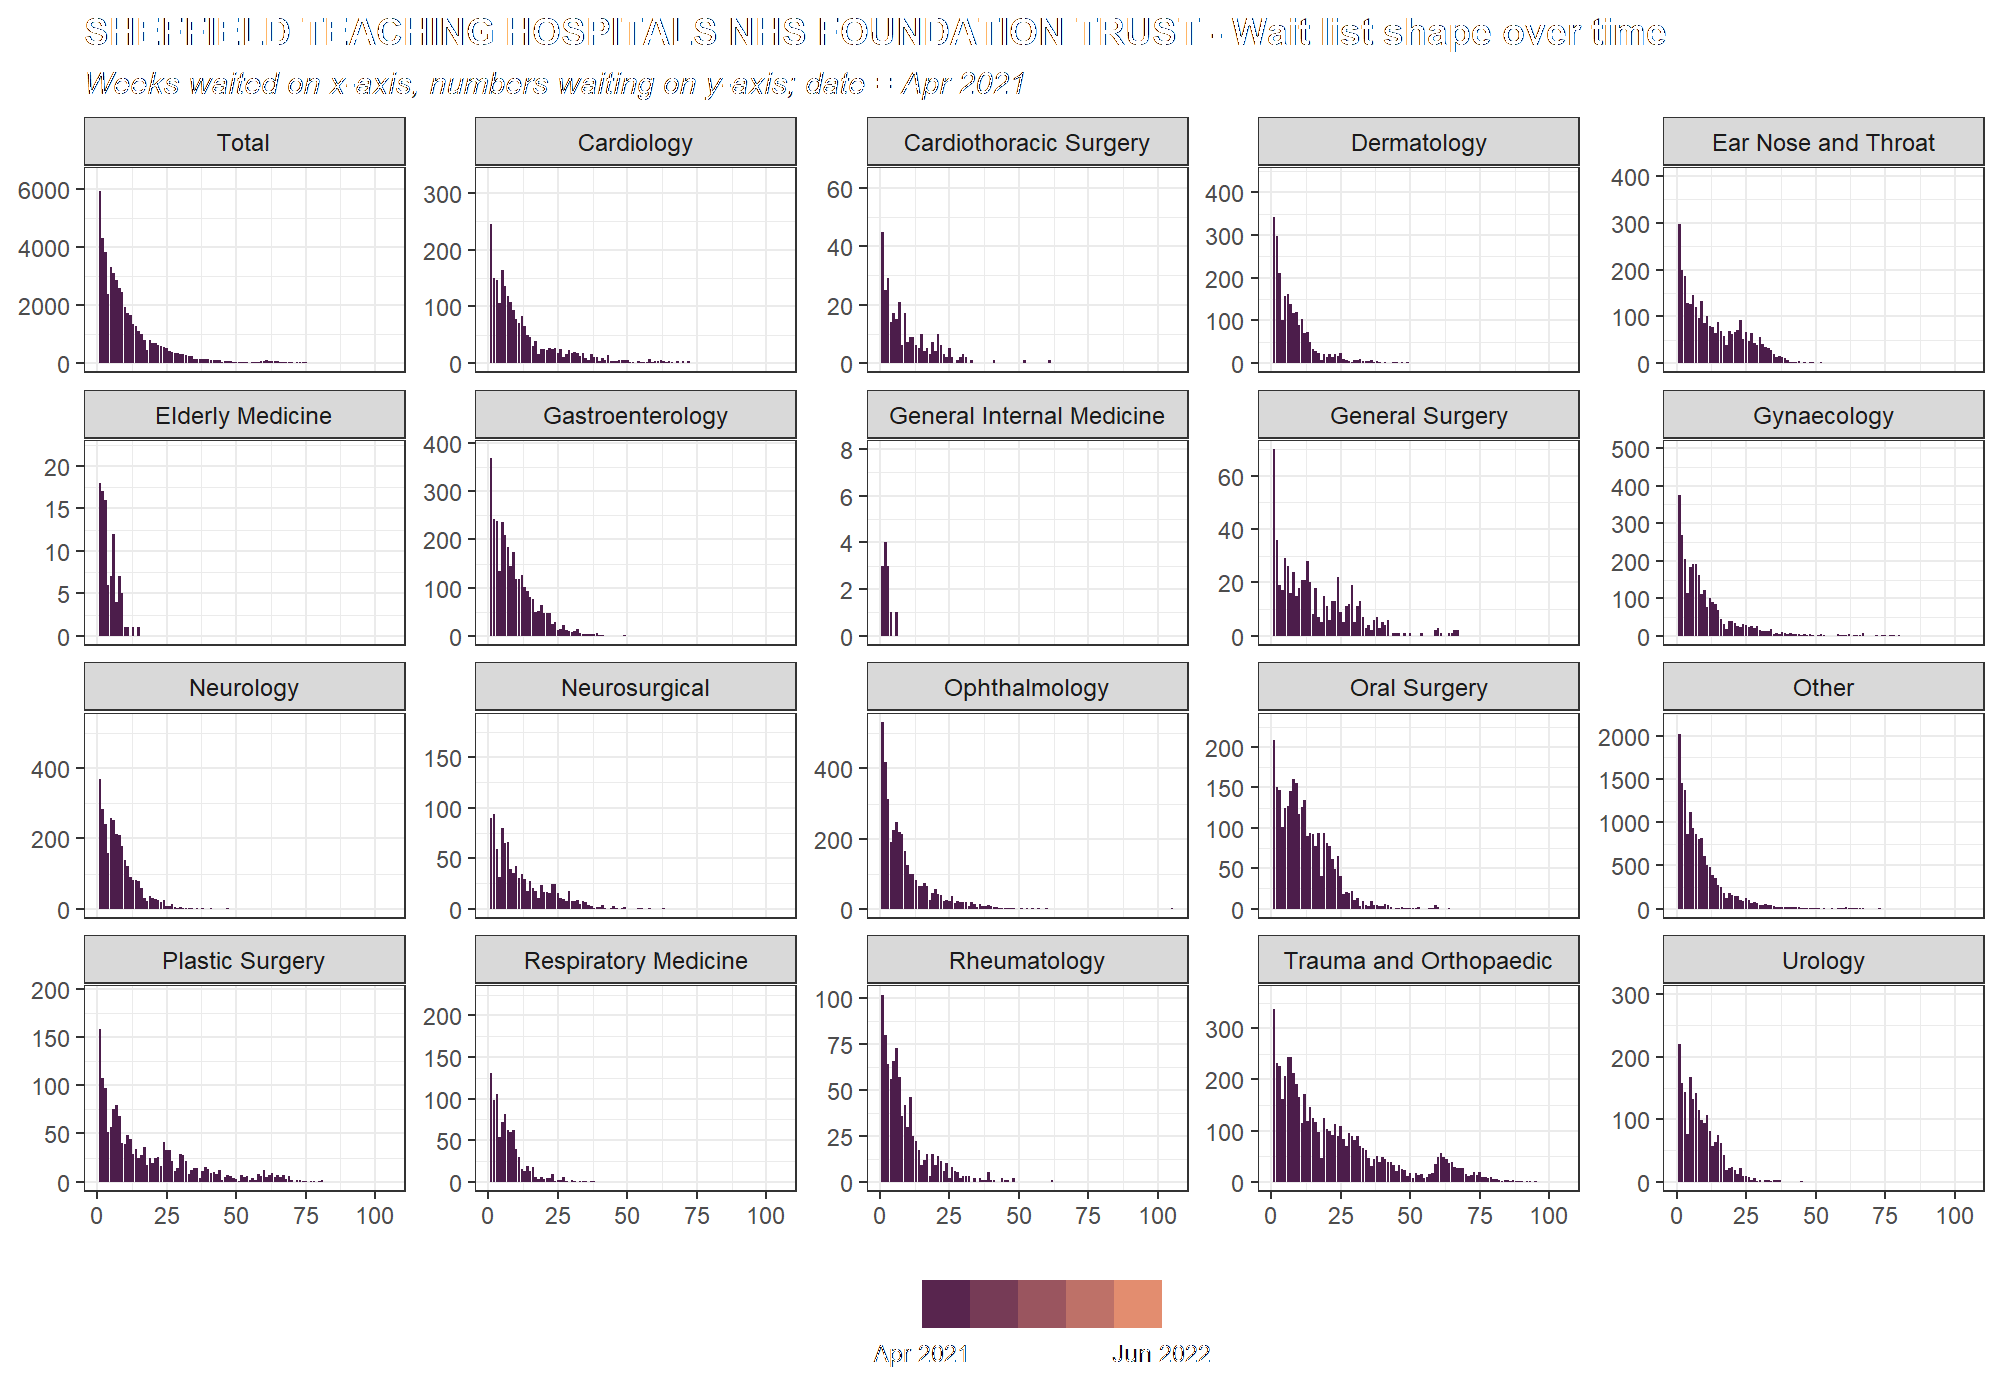 SHEFFIELD TEACHING HOSPITALS NHS FOUNDATION TRUST - Wait list shape over time
Weeks waited on x-axis, numbers waiting on y-axis; date = Apr 2021
Total Cardiology Cardiothoracic Surgery Dermatology Ear Nose and Throat
6000 4000 2000 0
300 200 100 0
60 40 20 0
400 300 200 100 0
400 300 200 100 0
Elderly Medicine Gastroenterology General Internal Medicine General Surgery Gynaecology
20 15 10 5 0
400 300 200 100 0
8 6 4 2 0
60 40 20 0
500 400 300 200 100 0
Neurology Neurosurgical Ophthalmology Oral Surgery Other
400 200 0
150 100 50 0
400 200 0
200 150 100 50 0
2000 1500 1000 500 0
Plastic Surgery Respiratory Medicine Rheumatology Trauma and Orthopaedic Urology
200 150 100 50 0
200 150 100 50 0
100 75 50 25 0
300 200 100 0
300 200 100 0
0 25 50 75 100 0 25 50 75 100 0 25 50 75 100 0 25 50 75 100 0 25 50 75 100
Apr 2021 Jun 2022